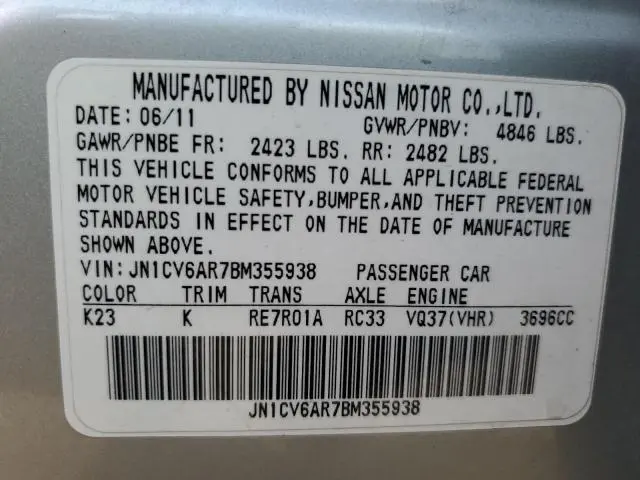 MANUFACTURED BY NISSAN MOTOR CO.,LTD.
DATE: 06/11 GVWR/PNBV: 4846 LBS.
GAWR/PNBE FR: 2423 LBS. RR: 2482 LBS.
THIS VEHICLE CONFORMS TO ALL APPLICABLE FEDERAL
MOTOR VEHICLE SAFETY,BUMPER,AND THEFT PREVENTION
STANDARDS IN EFFECT ON THE DATE OF MANUFACTURE
SHOWN ABOVE.
VIN:JN1CV6AR7BM355938 PASSENGER CAR
COLOR TRIM TRANS AXLE ENGINE
K23 K RE7R01A RC33 VQ37(VHR) 3696CC
JN1CV6AR7BM355938